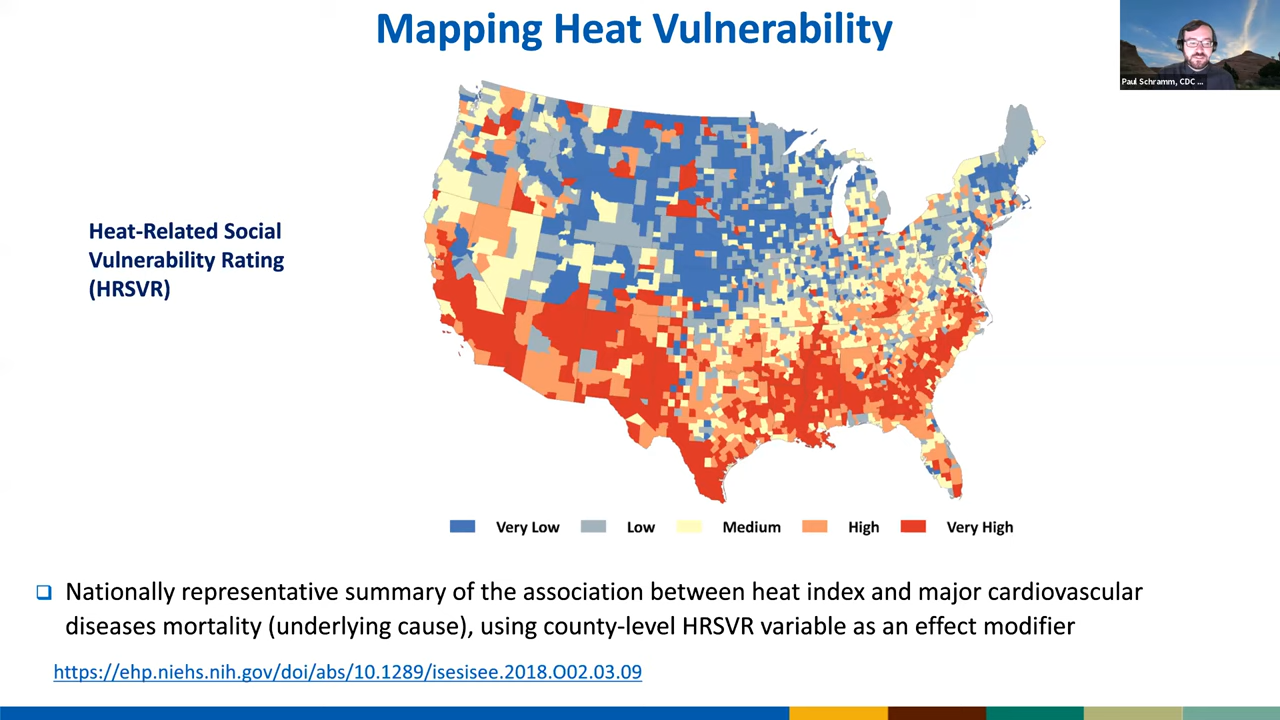 Mapping Heat Vulnerability
Paul Schramm, CDC ...
Heat-Related Social
Vulnerability Rating
(HRSVR)
Very Low Low Medium High Very High
Nationally representative summary of the association between heat index and major cardiovascular
diseases mortality (underlying cause), using county-level HRSVR variable as an effect modifier
https://ehp.niehs.nih.gov/doi/abs/10.1289/isesisee.2018.O02.03.09